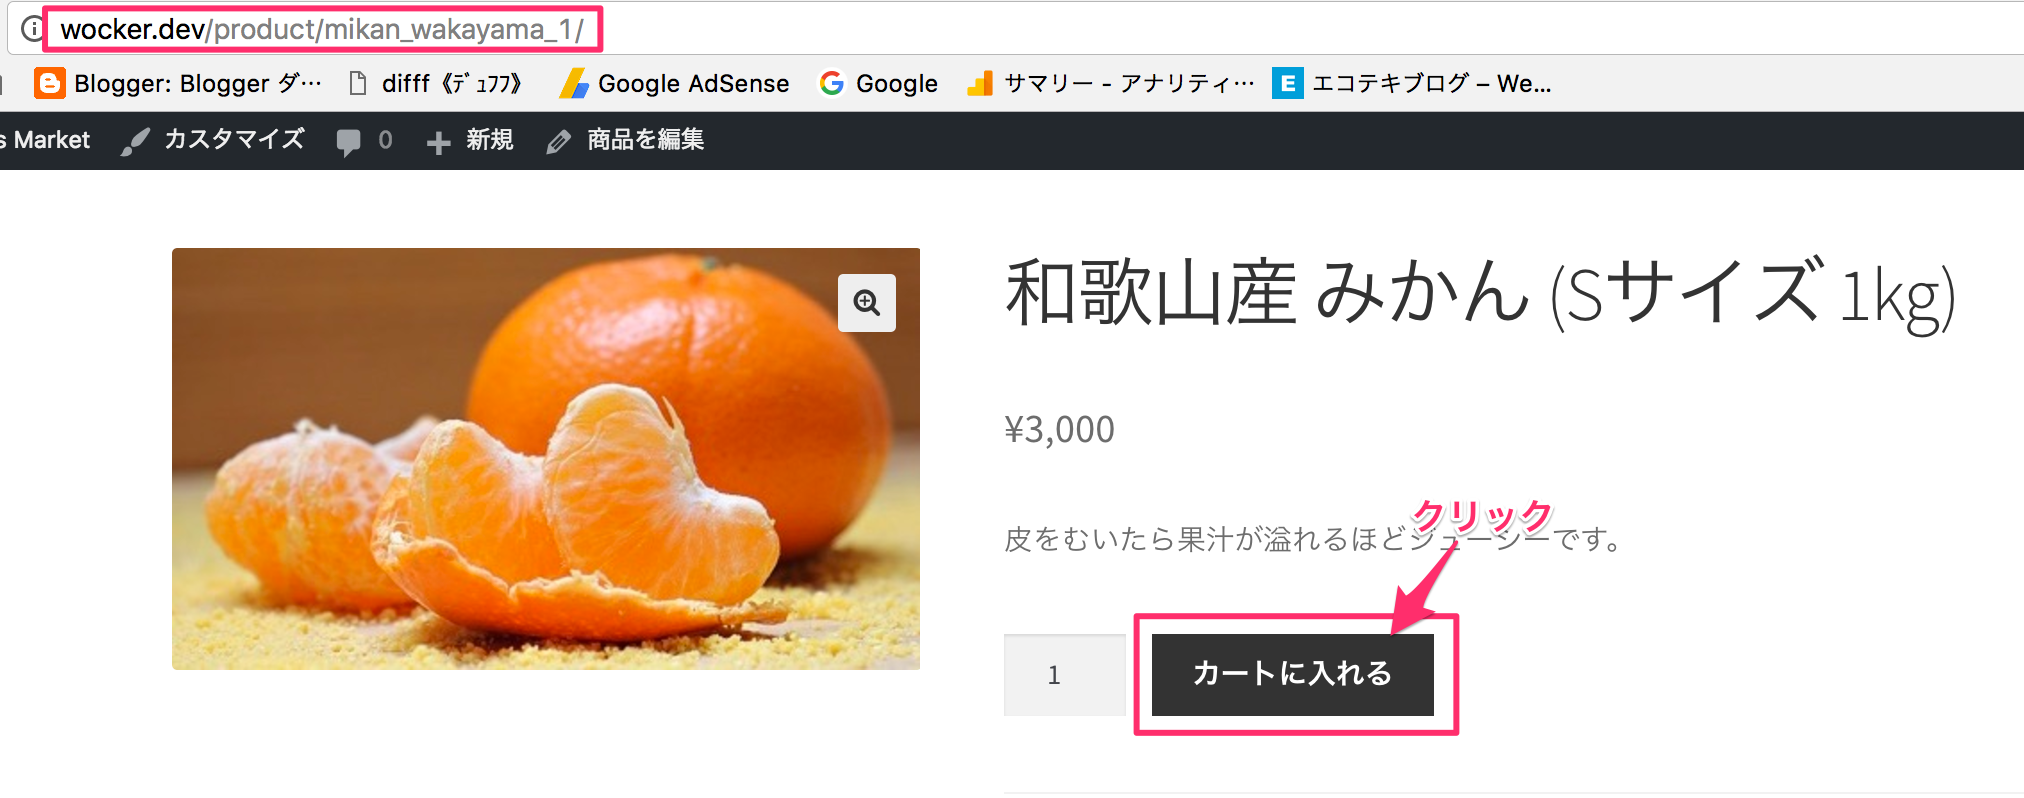 wocker.dev/product/mikan_wakayama_1/
Blogger: Blogger ダ… difff《ﾃﾞｭﾌﾌ》 Google AdSense Google サマリー - アナリティ… エコテキブログ – We…
s Market カスタマイズ 0 新規 商品を編集
和歌山産 みかん (Sサイズ 1kg)
¥3,000
クリック
皮をむいたら果汁が溢れるほどジューシーです。
1 カートに入れる